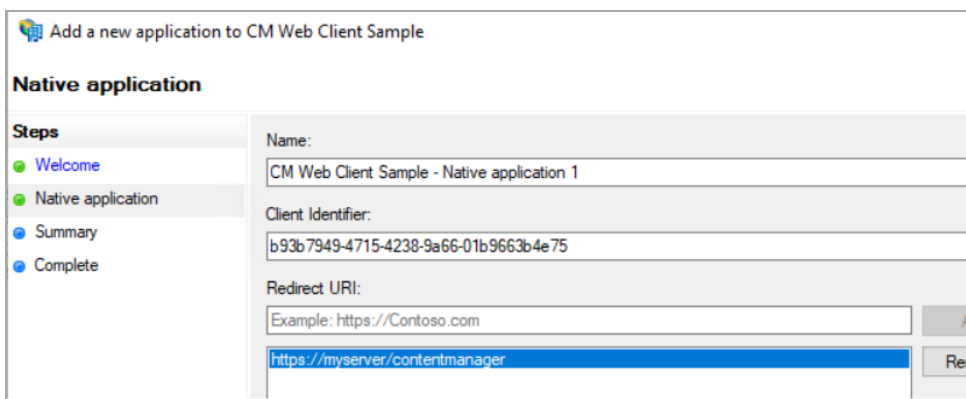 Add a new application to CM Web Client Sample
Native application
Steps
Welcome
Native application
Summary
Complete
Name:
CM Web Client Sample - Native application 1
Client Identifier:
b93b7949-4715-4238-9a66-01b9663b4e75
Redirect URI:
Example: https://Contoso.com
https://myserver/contentmanager